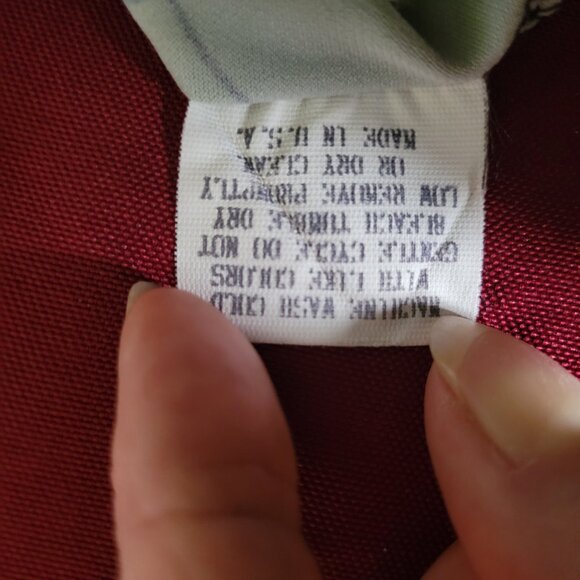 MACHINE WASH COLD
WITH LIKE COLORS
GENTLE CYCLE DO NOT
BLEACH TUMBLE DRY
LOW REMOVE PROMPTLY
OR DRY CLEAN
MADE IN U.S.A.